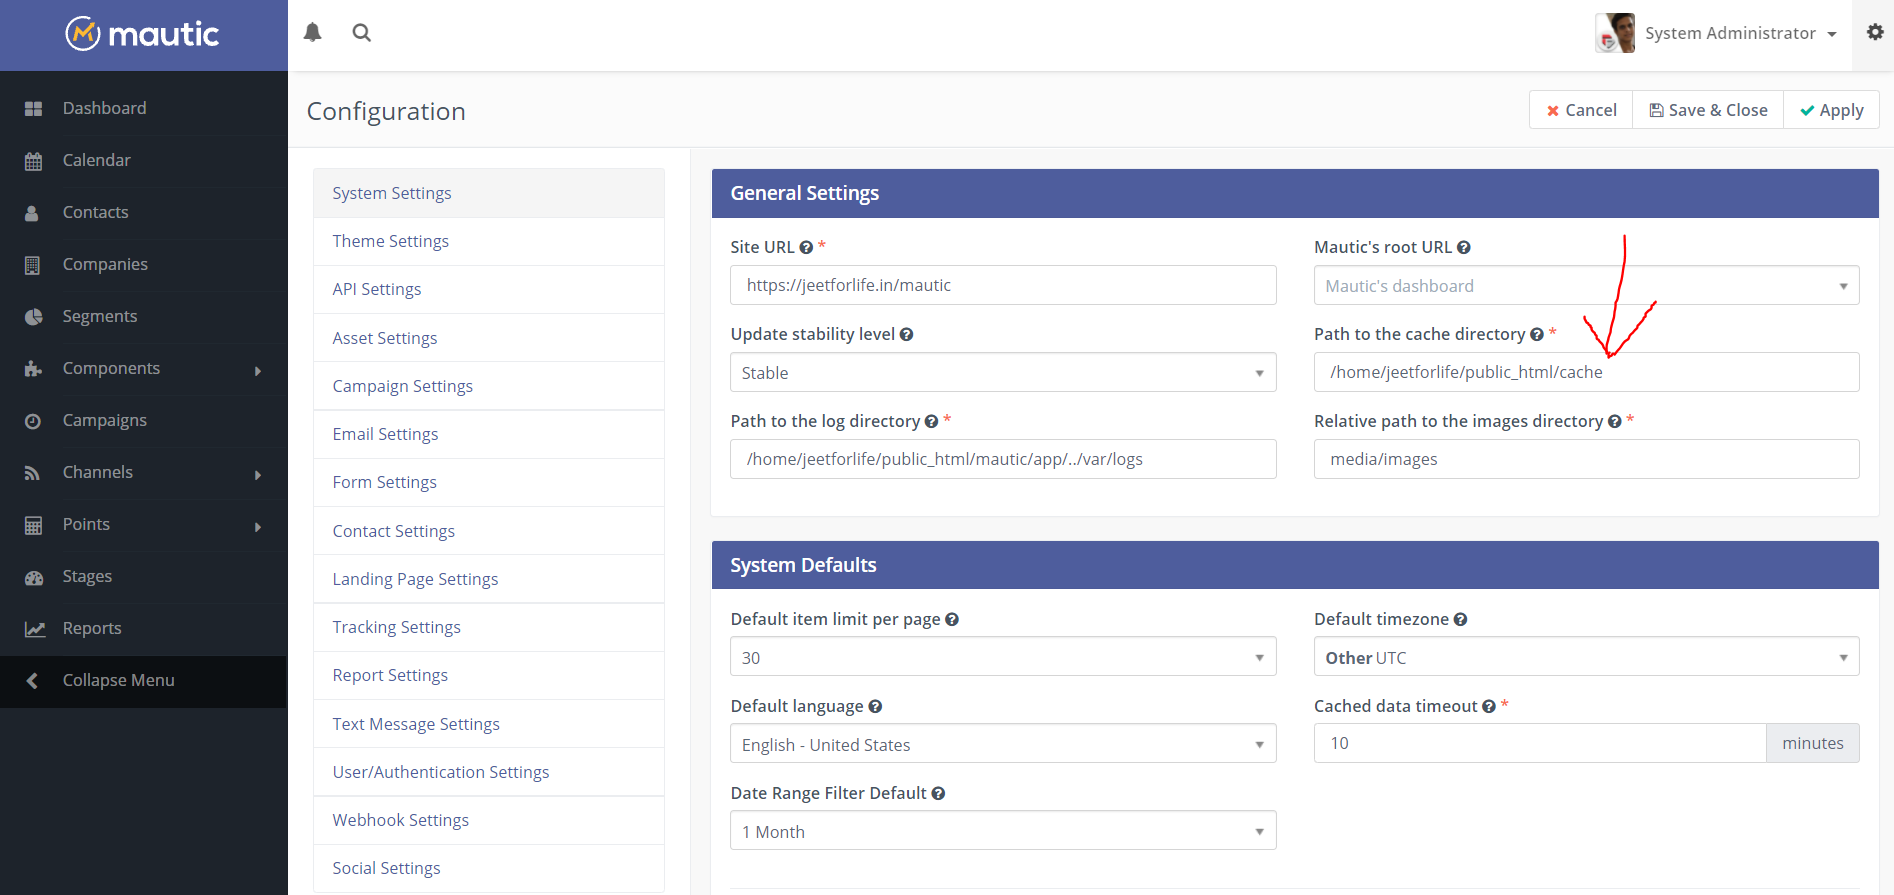 mautic
System Administrator
Dashboard
Calendar
Contacts
Companies
Segments
Components
Campaigns
Channels
Points
Stages
Reports
Collapse Menu
Configuration
Cancel
Save & Close
Apply
System Settings
Theme Settings
API Settings
Asset Settings
Campaign Settings
Email Settings
Form Settings
Contact Settings
Landing Page Settings
Tracking Settings
Report Settings
Text Message Settings
User/Authentication Settings
Webhook Settings
Social Settings
General Settings
Site URL *
https://jeetforlife.in/mautic
Mautic's root URL
Mautic's dashboard
Update stability level
Stable
Path to the cache directory *
/home/jeetforlife/public_html/cache
Path to the log directory *
/home/jeetforlife/public_html/mautic/app/../var/logs
Relative path to the images directory *
media/images
System Defaults
Default item limit per page
30
Default timezone
Other UTC
Default language
English - United States
Cached data timeout *
10
minutes
Date Range Filter Default
1 Month